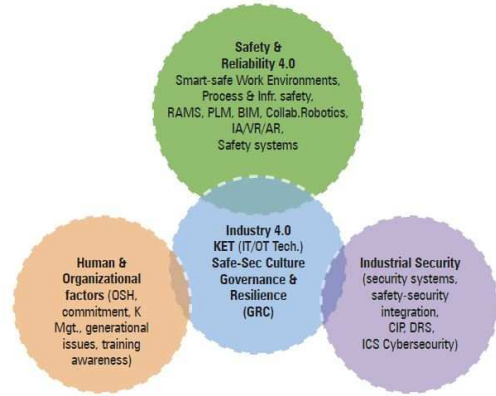 Safety &
Reliability 4.0
Smart-safe Work Environments,
Process & Infr. safety,
RAMS, PLM, BIM, Collab.Robotics,
IA/VR/AR,
Safety systems
Industry 4.0
KET (IT/OT Tech.)
Safe-Sec Culture
Governance &
Resilience
(GRC)
Human &
Organizational
factors (OSH,
commitment, K
Mgt., generational
issues, training
awareness)
Industrial Security
(security systems,
safety-security
integration,
CIP, DRS,
ICS Cybersecurity)